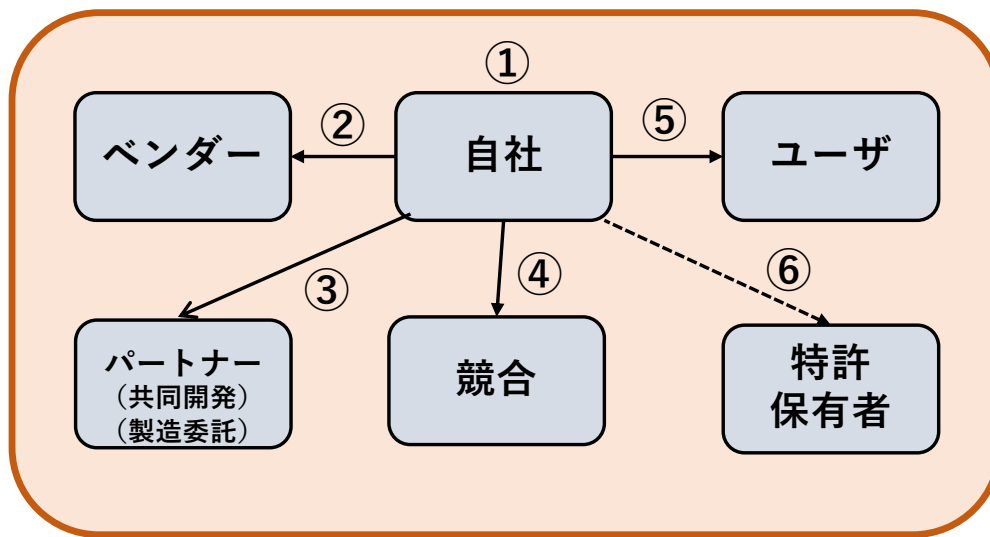 ①
ベンダー
②
自社
⑤
ユーザ
③
④
⑥
パートナー
（共同開発）
（製造委託）
競合
特許
保有者